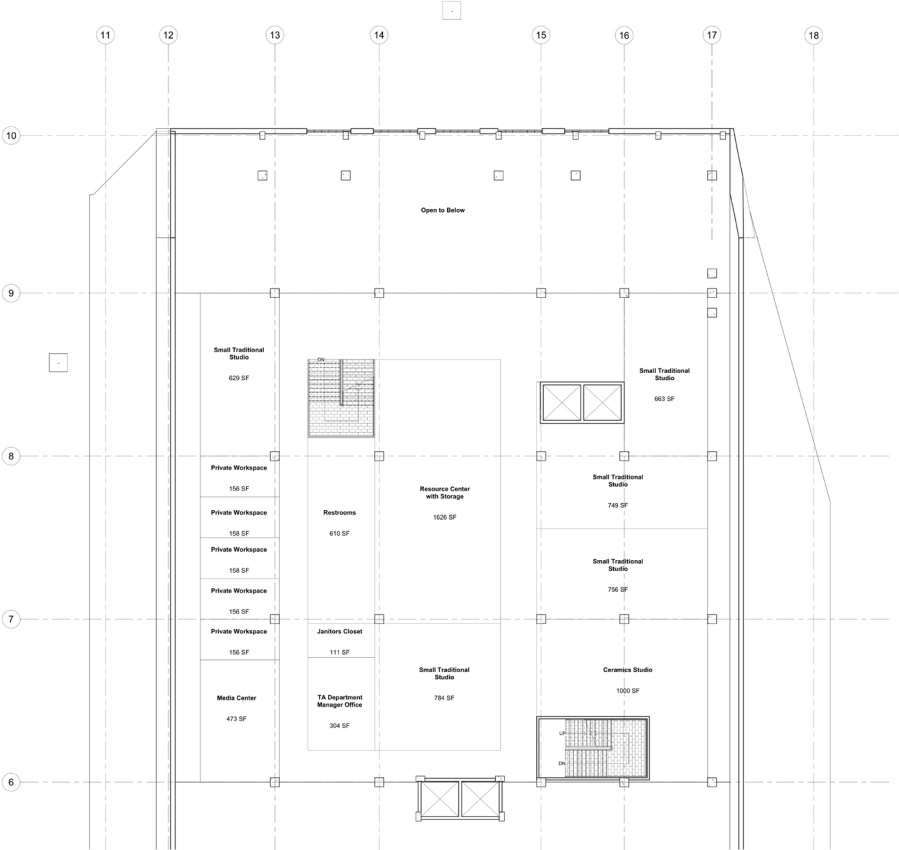 11
12
13
14
15
16
17
18
10
Open to Below
9
Small Traditional
Studio
629 SF
DN
Small Traditional
Studio
663 SF
8
Private Workspace
156 SF
Private Workspace
158 SF
Private Workspace
158 SF
Private Workspace
156 SF
Private Workspace
156 SF
Media Center
473 SF
Restrooms
610 SF
Janitors Closet
111 SF
TA Department
Manager Office
304 SF
Resource Center
with Storage
1626 SF
Small Traditional
Studio
784 SF
Small Traditional
Studio
749 SF
Small Traditional
Studio
756 SF
7
Ceramics Studio
1000 SF
UP
DN
6